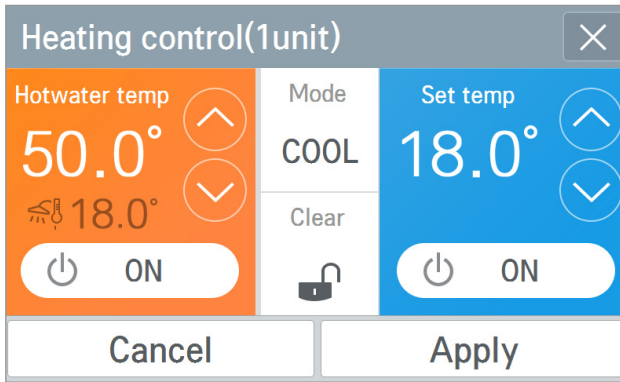 Heating control(1unit)
Hotwater temp
50.0°
18.0°
ON
Mode
COOL
Clear
Set temp
18.0°
ON
Cancel
Apply